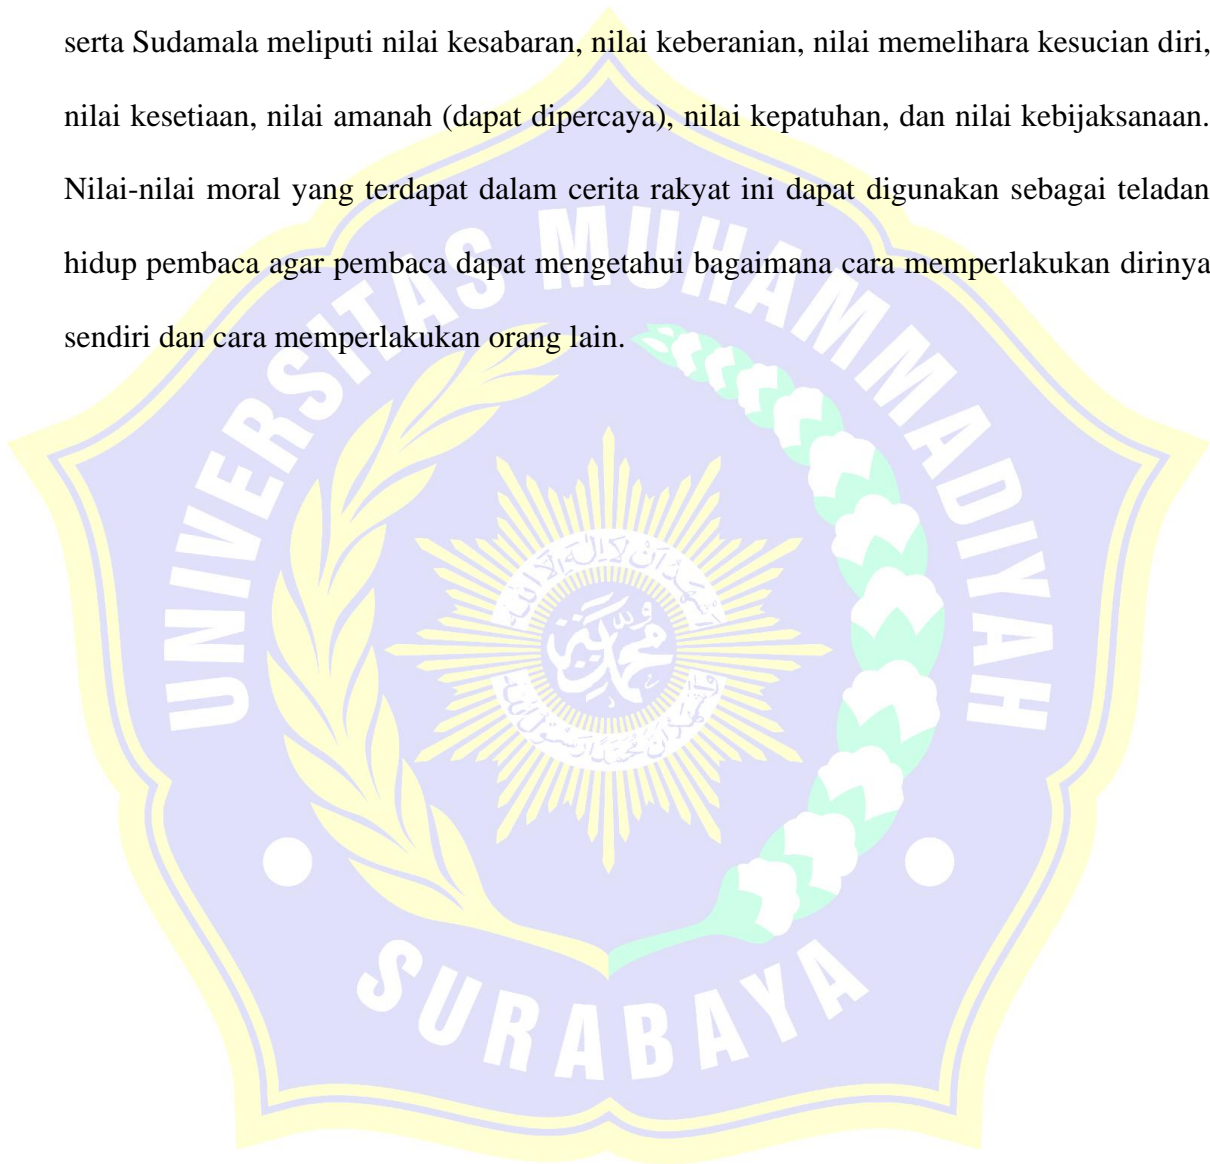 serta Sudamala meliputi nilai kesabaran, nilai keberanian, nilai memelihara kesucian diri,
nilai kesetiaan, nilai amanah (dapat dipercaya), nilai kepatuhan, dan nilai kebijaksanaan.
Nilai-nilai moral yang terdapat dalam cerita rakyat ini dapat digunakan sebagai teladan
hidup pembaca agar pembaca dapat mengetahui bagaimana cara memperlakukan dirinya
sendiri dan cara memperlakukan orang lain.
UNIVERSITAS MUHAMMADIYAH
محمد
SURABAYA